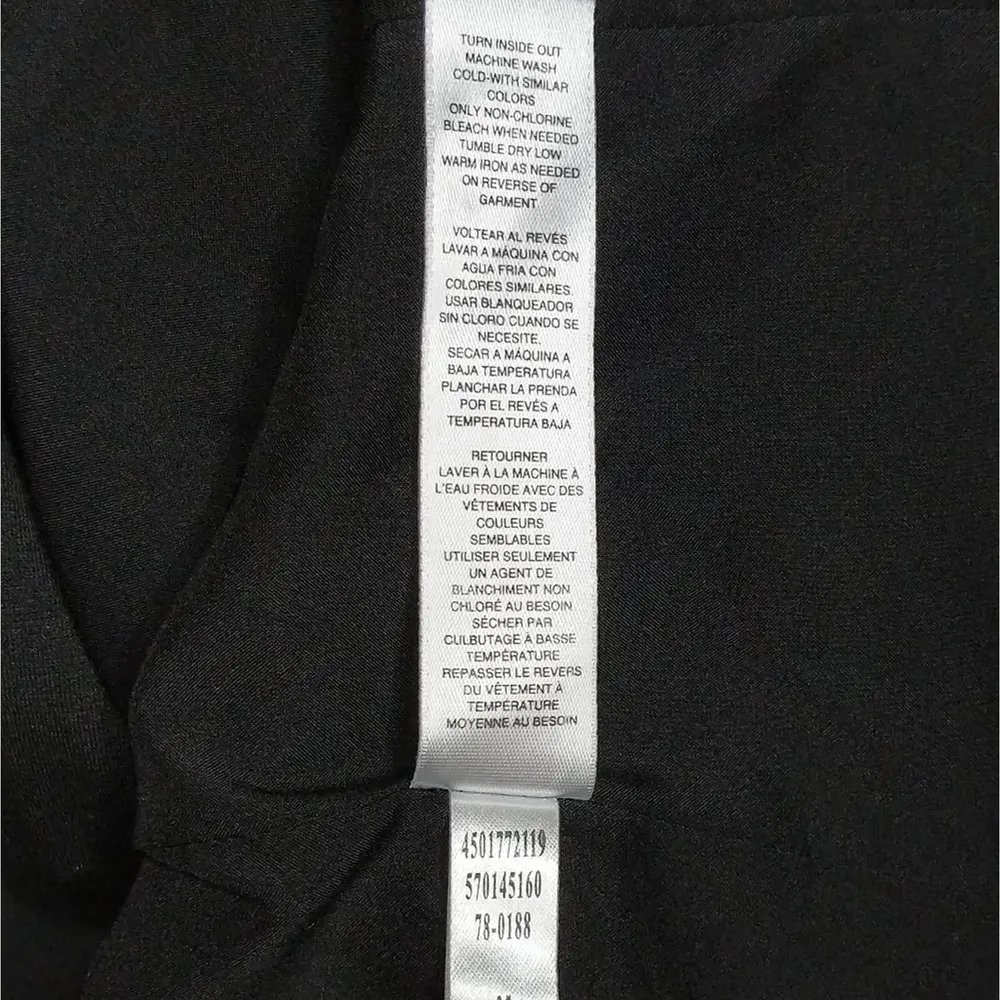 TURN INSIDE OUT
MACHINE WASH
COLD-WITH SIMILAR
COLORS
ONLY NON-CHLORINE
BLEACH WHEN NEEDED
TUMBLE DRY LOW
WARM IRON AS NEEDED
ON REVERSE OF
GARMENT
VOLTEAR AL REVÉS
LAVAR A MÁQUINA CON
AGUA FRIA CON
COLORES SIMILARES.
USAR BLANQUEADOR
SIN CLORO CUANDO SE
NECESITE.
SECAR A MÁQUINA A
BAJA TEMPERATURA
PLANCHAR LA PRENDA
POR EL REVÉS A
TEMPERATURA BAJA
RETOURNER
LAVER À LA MACHINE À
L'EAU FROIDE AVEC DES
VÊTEMENTS DE
COULEURS
SEMBLABLES
UTILISER SEULEMENT
UN AGENT DE
BLANCHIMENT NON
CHLORÉ AU BESOIN
SÉCHER PAR
CULBUTAGE À BASSE
TEMPÉRATURE
REPASSER LE REVERS
DU VÊTEMENT À
TEMPÉRATURE
MOYENNE AU BESOIN
4501772119
570145160
78-0188